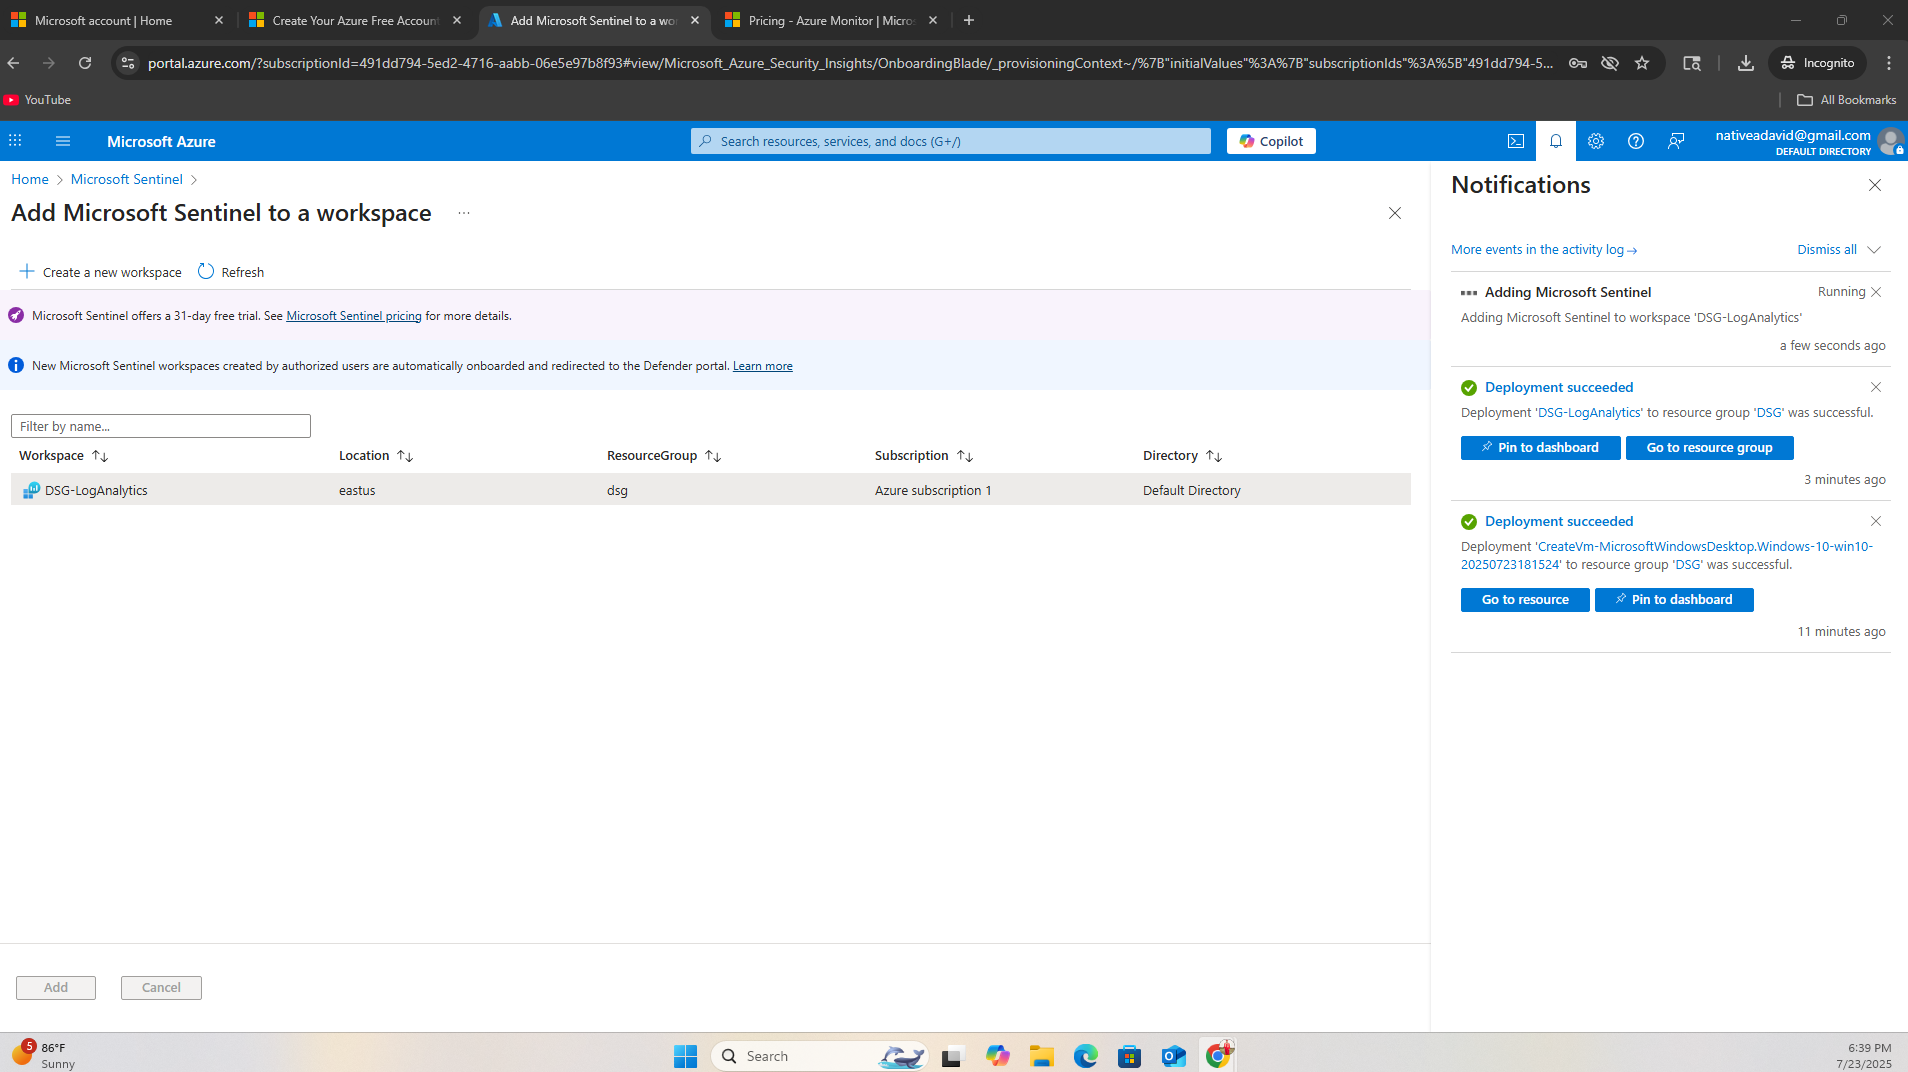 Microsoft account | Home
Create Your Azure Free Account
Add Microsoft Sentinel to a wor
Pricing - Azure Monitor | Micros
portal.azure.com/?subscriptionId=491dd794-5ed2-4716-aabb-06e5e97b8f93#view/Microsoft_Azure_Security_Insights/OnboardingBlade/_provisioningContext~/%7B"initialValues"%3A%7B"subscriptionIds"%3A%5B"491dd794-5...
Incognito
YouTube
All Bookmarks
Microsoft Azure
Search resources, services, and docs (G+/)
Copilot
nativeadavid@gmail.com
DEFAULT DIRECTORY
Home
Microsoft Sentinel
Add Microsoft Sentinel to a workspace
...
Create a new workspace
Refresh
Microsoft Sentinel offers a 31-day free trial. See Microsoft Sentinel pricing for more details.
New Microsoft Sentinel workspaces created by authorized users are automatically onboarded and redirected to the Defender portal. Learn more
Filter by name...
Workspace
Location
ResourceGroup
Subscription
Directory
DSG-LogAnalytics
eastus
dsg
Azure subscription 1
Default Directory
Add
Cancel
Notifications
More events in the activity log →
Dismiss all
Adding Microsoft Sentinel
Running
Adding Microsoft Sentinel to workspace 'DSG-LogAnalytics'
a few seconds ago
Deployment succeeded
Deployment 'DSG-LogAnalytics' to resource group 'DSG' was successful.
Pin to dashboard
Go to resource group
3 minutes ago
Deployment succeeded
Deployment 'CreateVm-MicrosoftWindowsDesktop.Windows-10-win10-
20250723181524' to resource group 'DSG' was successful.
Go to resource
Pin to dashboard
11 minutes ago
5
86°F
Sunny
Search
6:39 PM
7/23/2025